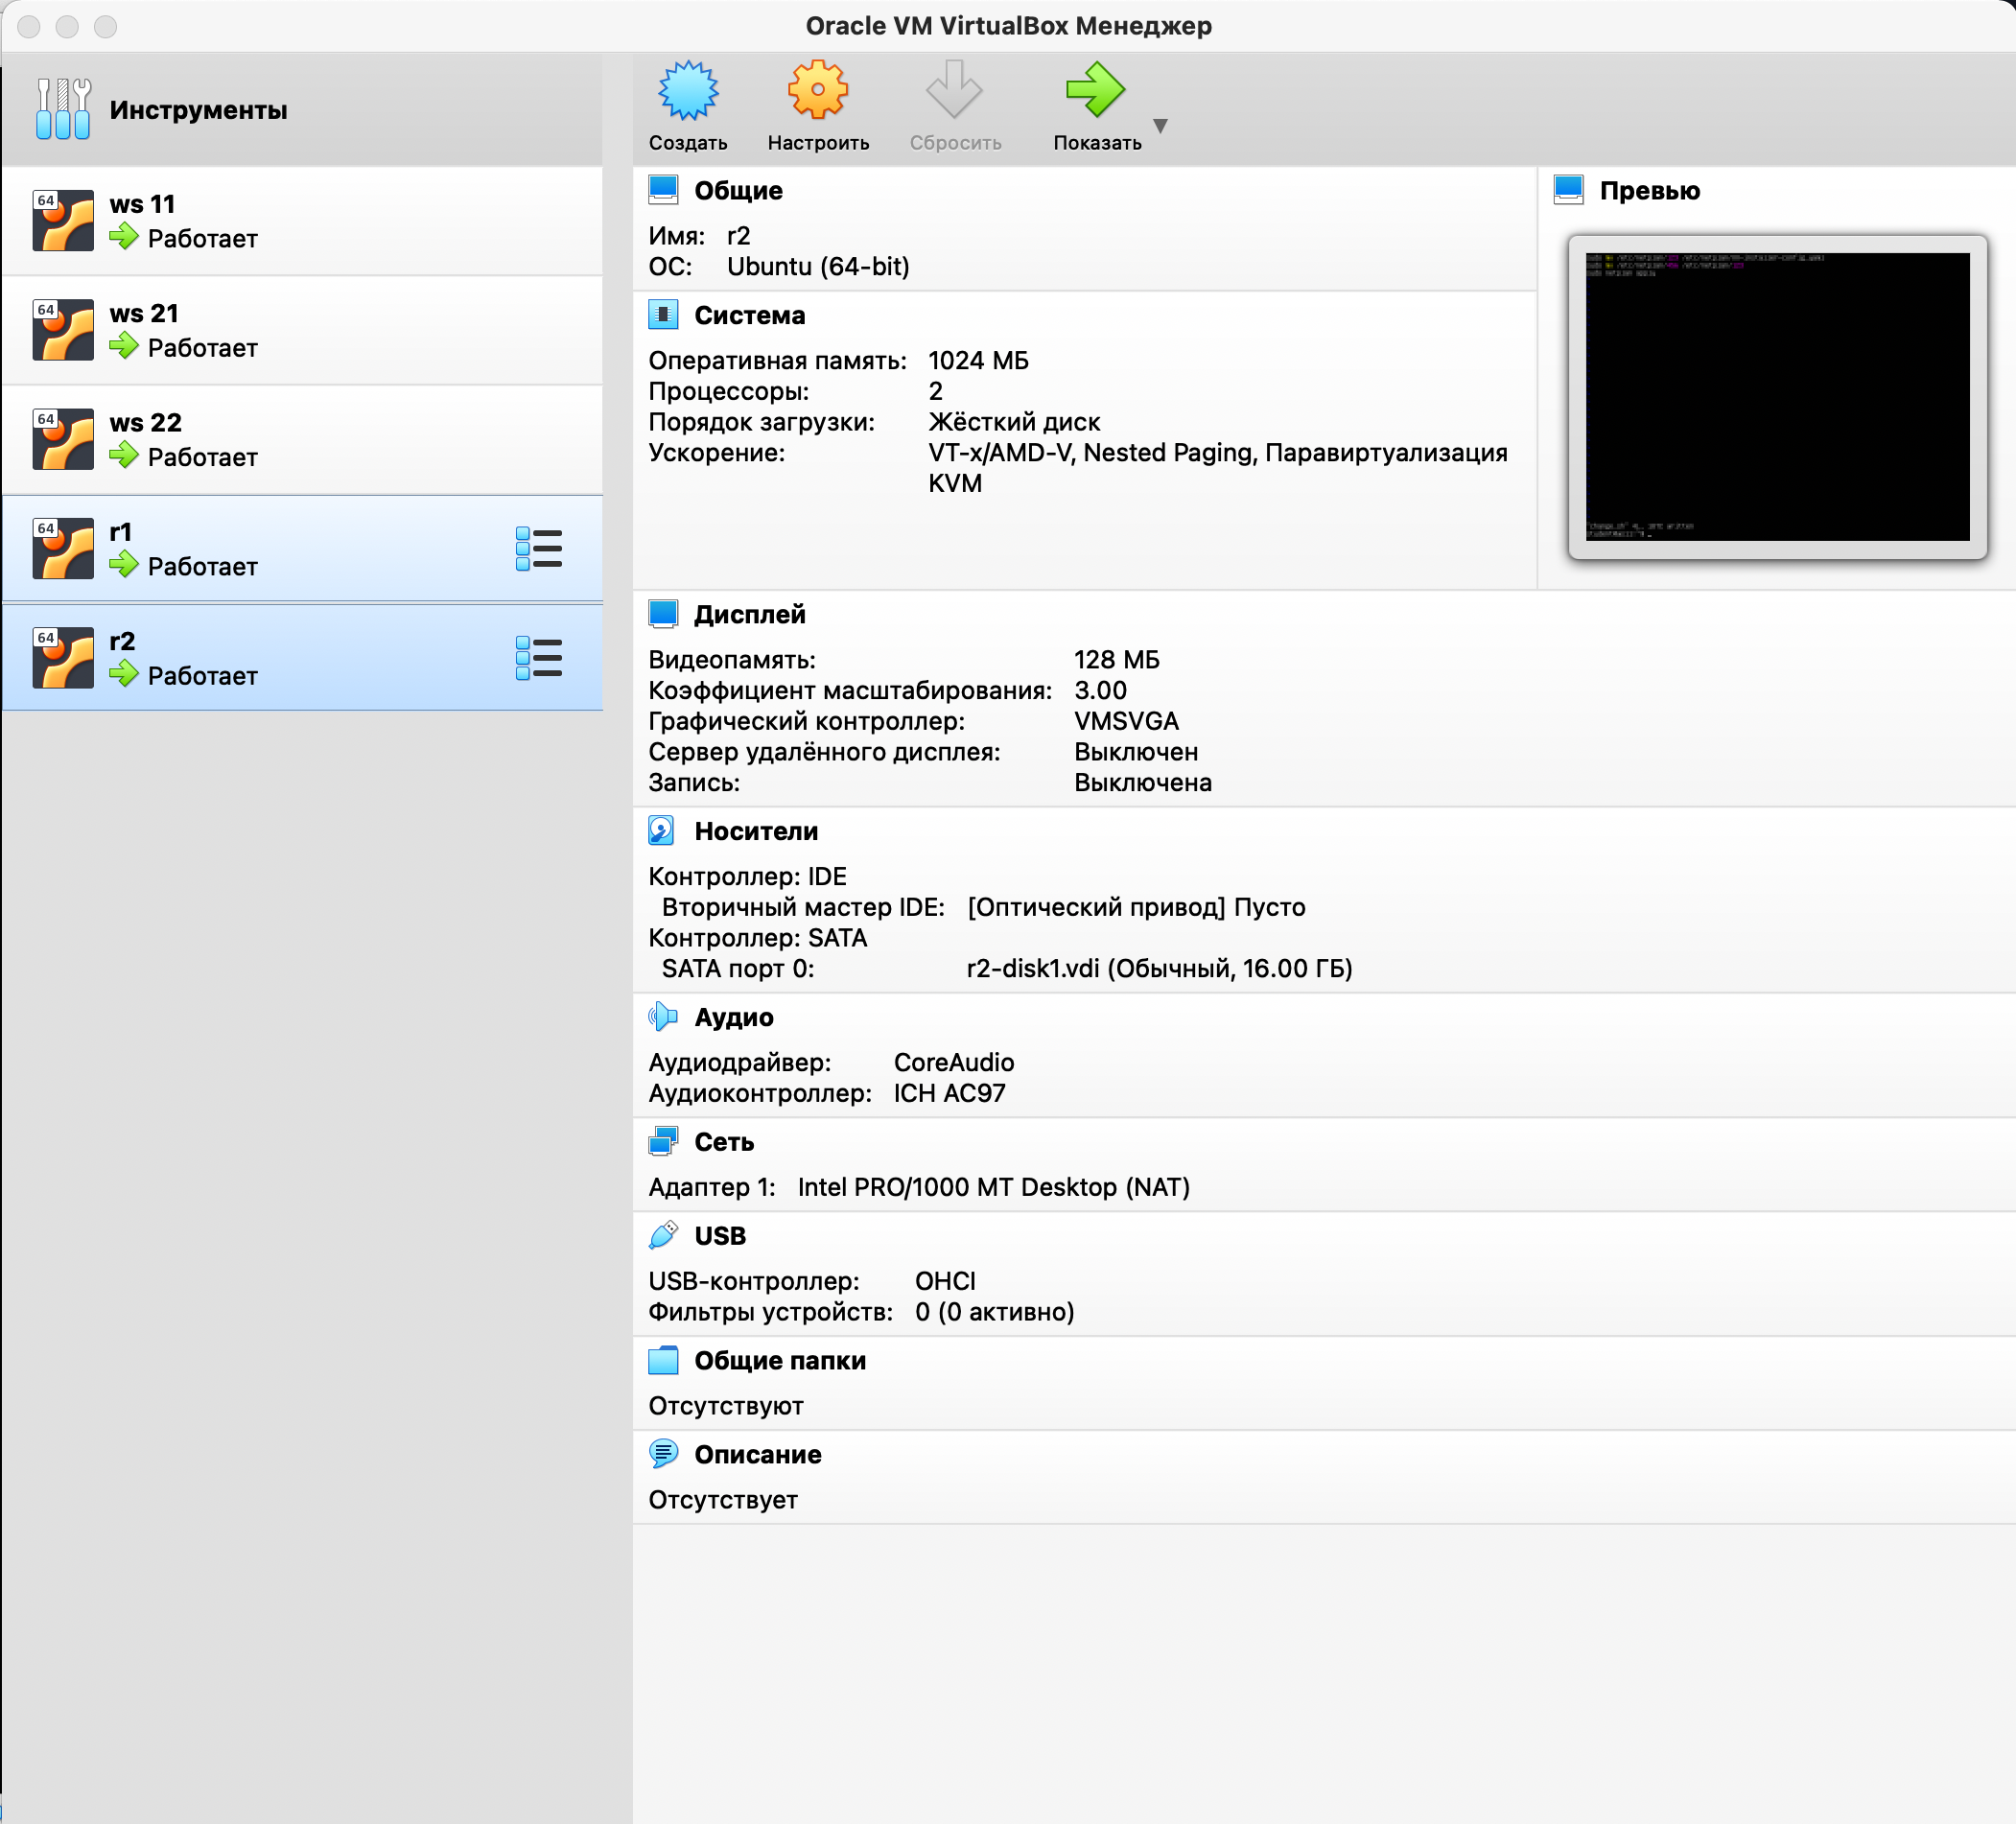 Oracle VM VirtualBox Менеджер
Инструменты
Создать
Настроить
Сбросить
Показать
64
ws 11
Работает
64
ws 21
Работает
64
ws 22
Работает
64
r1
Работает
64
r2
Работает
Общие
Имя: r2
ОС: Ubuntu (64-bit)
Превью
Система
Оперативная память: 1024 МБ
Процессоры: 2
Порядок загрузки: Жёсткий диск
Ускорение: VT-x/AMD-V, Nested Paging, Паравиртуализация
KVM
Дисплей
Видеопамять: 128 МБ
Коэффициент масштабирования: 3.00
Графический контроллер: VMSVGA
Сервер удалённого дисплея: Выключен
Запись: Выключена
Носители
Контроллер: IDE
Вторичный мастер IDE: [Оптический привод] Пусто
Контроллер: SATA
SATA порт 0: r2-disk1.vdi (Обычный, 16.00 ГБ)
Аудио
Аудиодрайвер: CoreAudio
Аудиоконтроллер: ICH AC97
Сеть
Адаптер 1: Intel PRO/1000 MT Desktop (NAT)
USB
USB-контроллер: OHCI
Фильтры устройств: 0 (0 активно)
Общие папки
Отсутствуют
Описание
Отсутствует